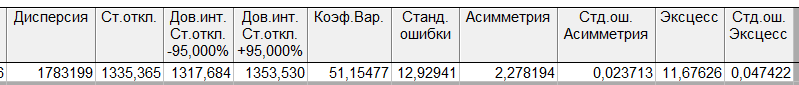 Дисперсия Ст.откл. Дов.инт. Дов.инт. Коэф.Вар. Станд. Асимметрия Стд.ош. Эксцесс Стд.ош.
Ст.откл. Ст.откл. ошибки Асимметрия Эксцесс
-95,000% +95,000%
1783199 1335,365 1317,684 1353,530 51,15477 12,92941 2,278194 0,023713 11,67626 0,047422